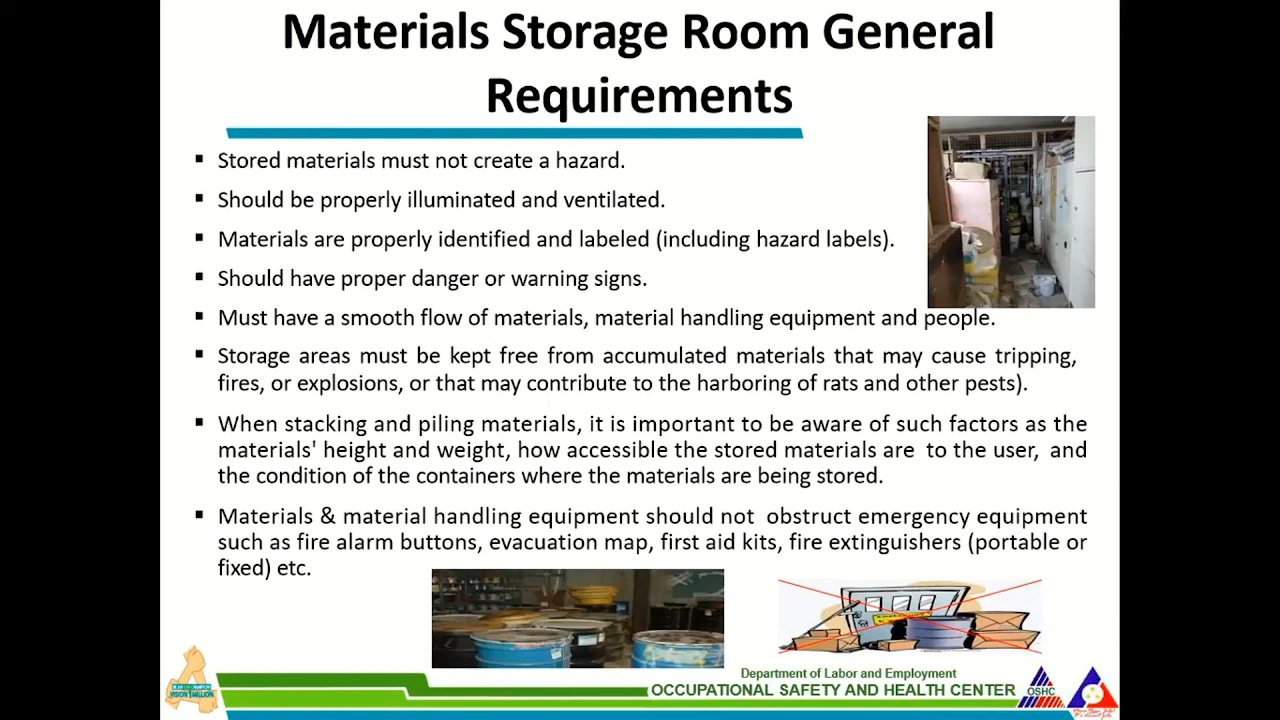 Materials Storage Room General
Requirements
▪ Stored materials must not create a hazard.
▪ Should be properly illuminated and ventilated.
▪ Materials are properly identified and labeled (including hazard labels).
▪ Should have proper danger or warning signs.
▪ Must have a smooth flow of materials, material handling equipment and people.
▪ Storage areas must be kept free from accumulated materials that may cause tripping,
fires, or explosions, or that may contribute to the harboring of rats and other pests).
▪ When stacking and piling materials, it is important to be aware of such factors as the
materials' height and weight, how accessible the stored materials are to the user, and
the condition of the containers where the materials are being stored.
▪ Materials & material handling equipment should not obstruct emergency equipment
such as fire alarm buttons, evacuation map, first aid kits, fire extinguishers (portable or
fixed) etc.
VISION 1 MILLION
Department of Labor and Employment
OCCUPATIONAL SAFETY AND HEALTH CENTER
OSHC